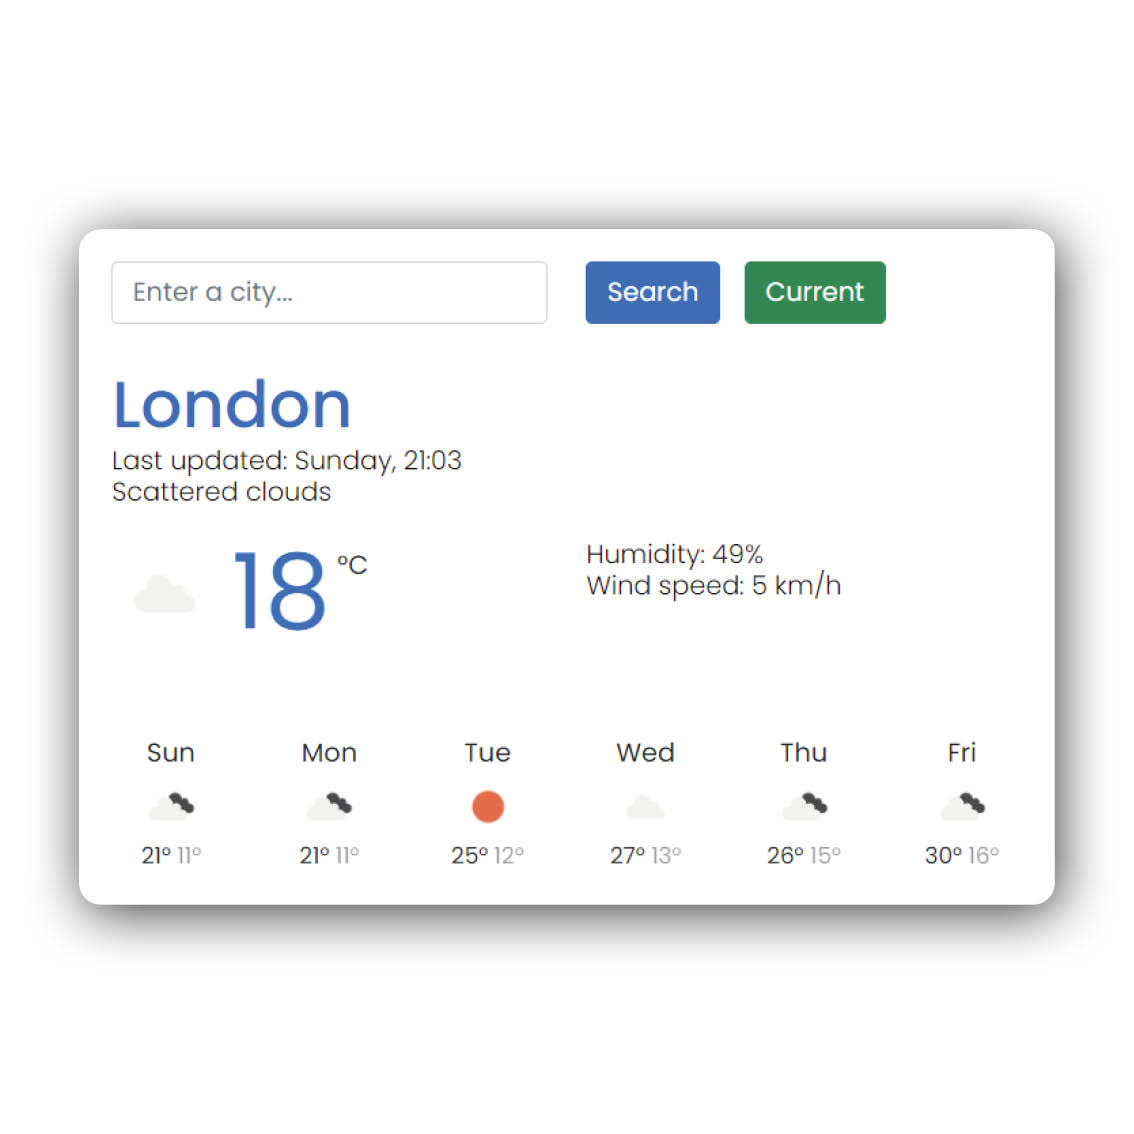 Enter a city...
Search
Current
London
Last updated: Sunday, 21:03
Scattered clouds
18 °C
Humidity: 49%
Wind speed: 5 km/h
Sun Mon Tue Wed Thu Fri
21° 11° 21° 11° 25° 12° 27° 13° 26° 15° 30° 16°